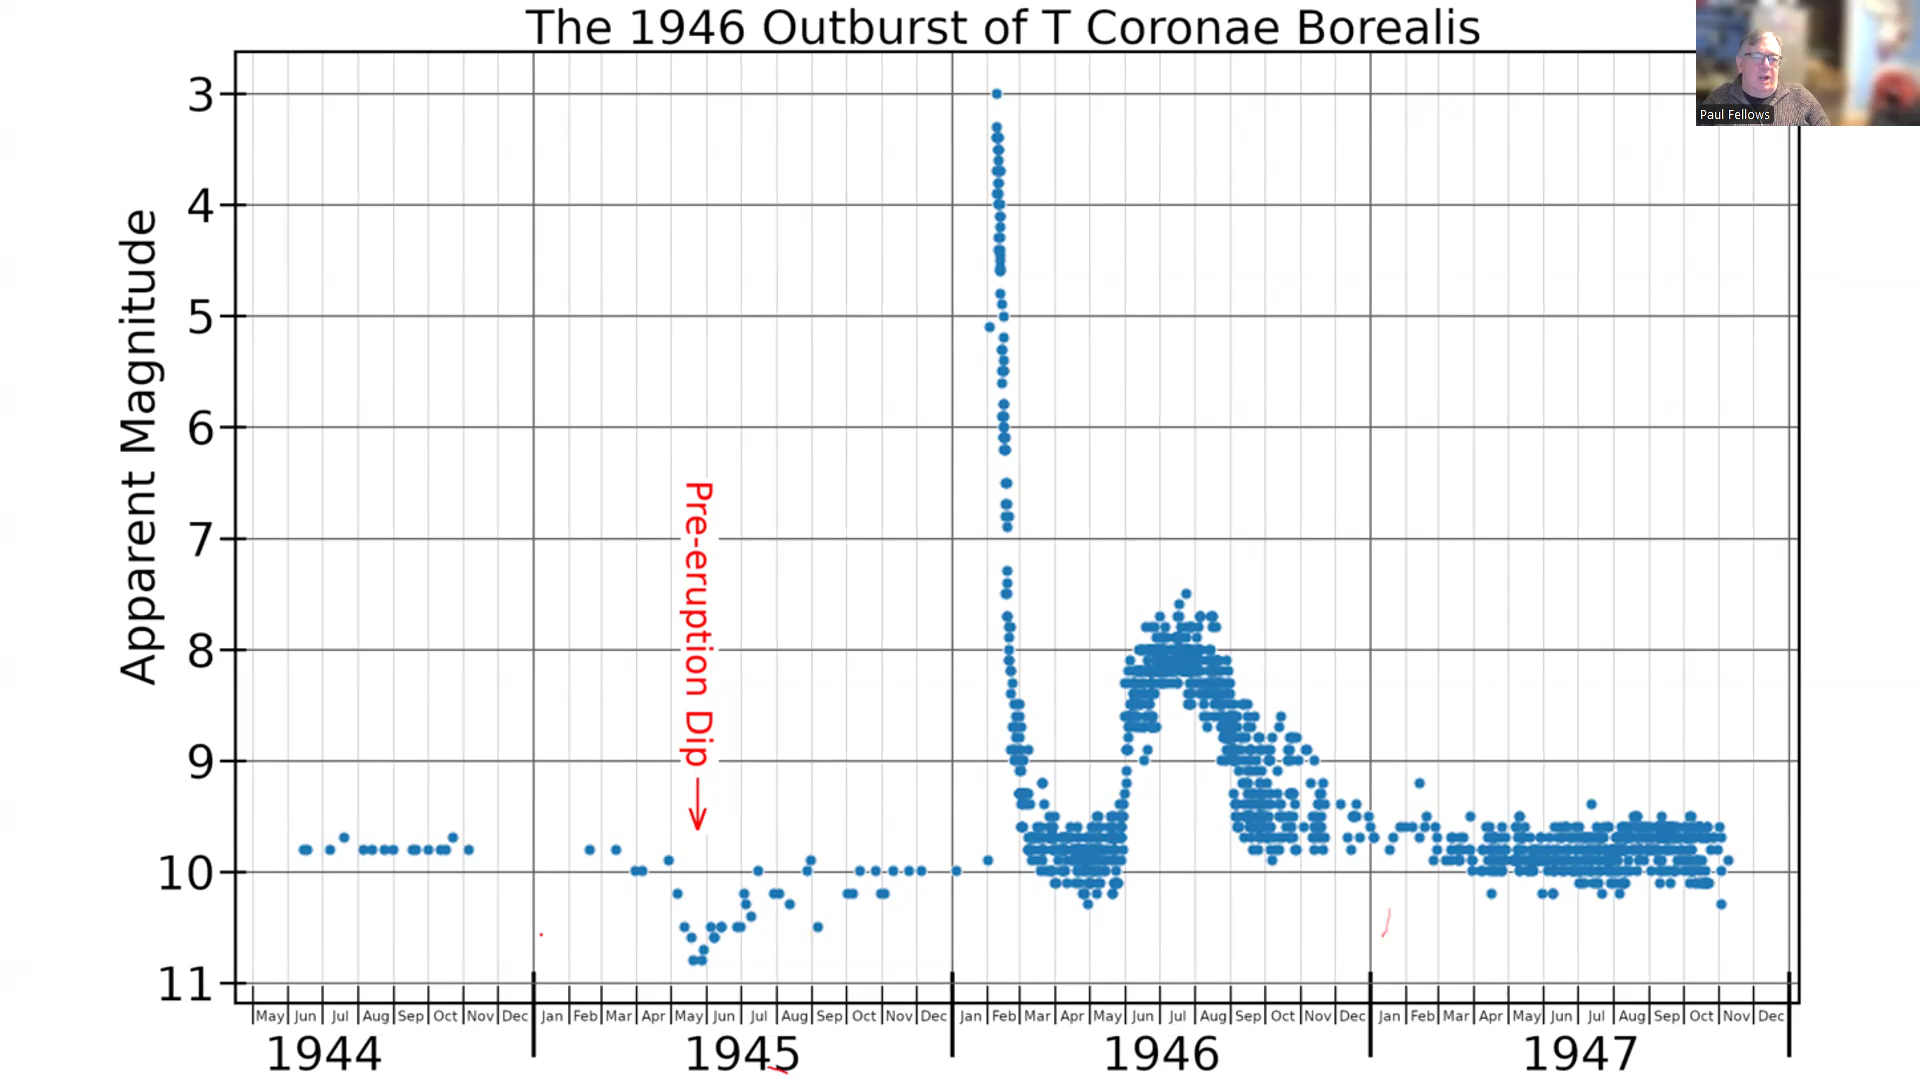 The 1946 Outburst of T Coronae Borealis
Paul Fellows
Apparent Magnitude
3
4
5
6
7
8
9
10
11
Pre-eruption Dip
May Jun Jul Aug Sep Oct Nov Dec Jan Feb Mar Apr May Jun Jul Aug Sep Oct Nov Dec Jan Feb Mar Apr May Jun Jul Aug Sep Oct Nov Dec Jan Feb Mar Apr May Jun Jul Aug Sep Oct Nov Dec
1944 1945 1946 1947